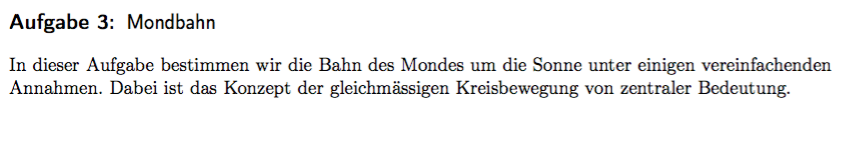 Aufgabe 3: Mondbahn
In dieser Aufgabe bestimmen wir die Bahn des Mondes um die Sonne unter einigen vereinfachenden
Annahmen. Dabei ist das Konzept der gleichmässigen Kreisbewegung von zentraler Bedeutung.